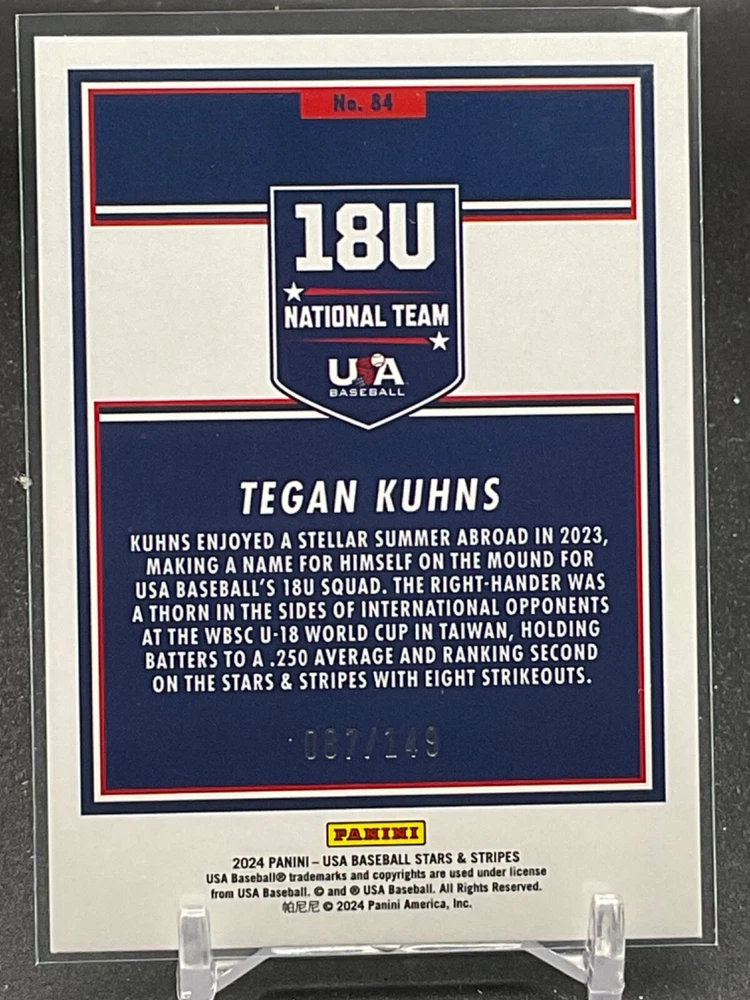 No. 84
18U
NATIONAL TEAM
USA
BASEBALL
TEGAN KUHNS
KUHNS ENJOYED A STELLAR SUMMER ABROAD IN 2023,
MAKING A NAME FOR HIMSELF ON THE MOUND FOR
USA BASEBALL'S 18U SQUAD. THE RIGHT-HANDER WAS
A THORN IN THE SIDES OF INTERNATIONAL OPPONENTS
AT THE WBSC U-18 WORLD CUP IN TAIWAN, HOLDING
BATTERS TO A .250 AVERAGE AND RANKING SECOND
ON THE STARS & STRIPES WITH EIGHT STRIKEOUTS.
087/149
PANINI
2024 PANINI – USA BASEBALL STARS & STRIPES
USA Baseball® trademarks and copyrights are used under license
from USA Baseball. © and ® USA Baseball. All Rights Reserved.
帕尼尼 © 2024 Panini America, Inc.